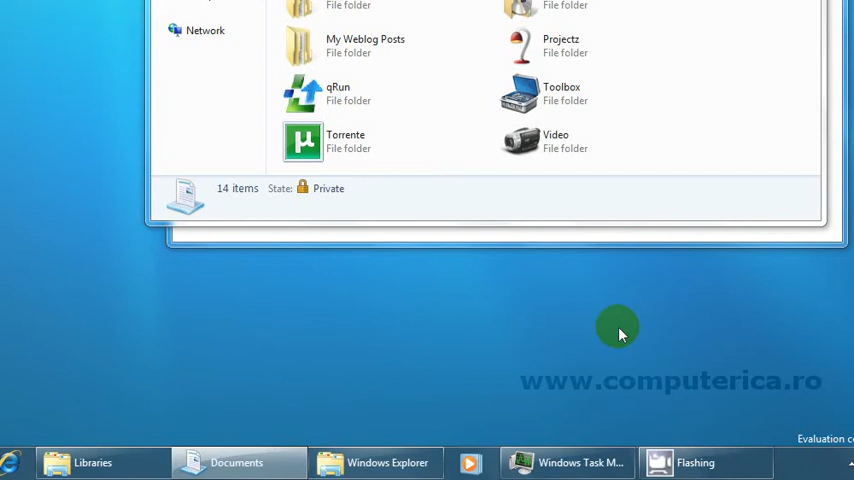 File folder
File folder
Network
My Weblog Posts
File folder
Projectz
File folder
qRun
File folder
Toolbox
File folder
Torrente
File folder
Video
File folder
14 items State: Private
www.computerica.ro
Evaluation co
Libraries
Documents
Windows Explorer
Windows Task M...
Flashing